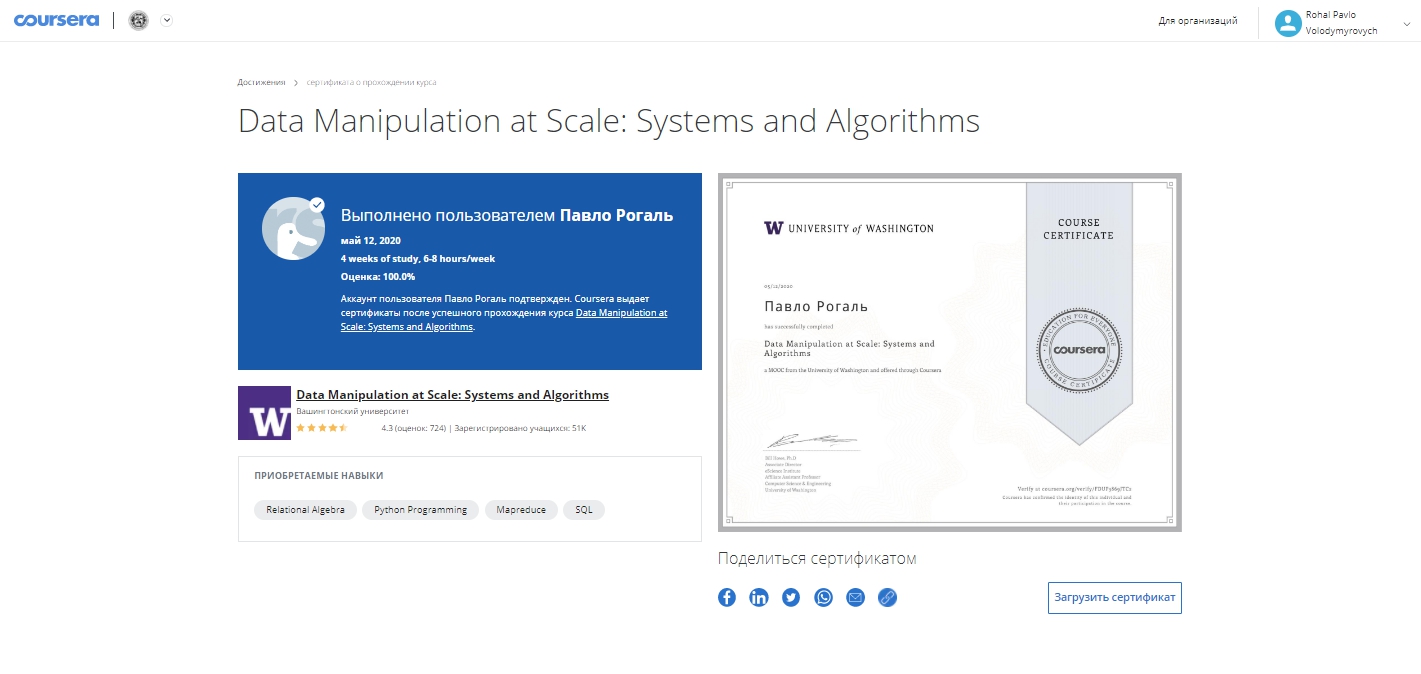 coursera
Для организаций
Rohal Pavlo
Volodymyrovych
Достижения
сертификата о прохождении курса
Data Manipulation at Scale: Systems and Algorithms
Выполнено пользователем Павло Рогаль
май 12, 2020
4 weeks of study, 6-8 hours/week
Оценка: 100.0%
Аккаунт пользователя Павло Рогаль подтвержден. Coursera выдает
сертификаты после успешного прохождения курса Data Manipulation at
Scale: Systems and Algorithms.
W
Data Manipulation at Scale: Systems and Algorithms
Вашингтонский университет
4.3 (оценок: 724) | Зарегистрировано учащихся: 51K
ПРИОБРЕТАЕМЫЕ НАВЫКИ
Relational Algebra
Python Programming
Mapreduce
SQL
W UNIVERSITY of WASHINGTON
COURSE
CERTIFICATE
05/12/2020
Павло Рогаль
has successfully completed
Data Manipulation at Scale: Systems and
Algorithms
a MOOC from the University of Washington and offered through Coursera
EDUCATION FOR EVERYONE
coursera
COURSE CERTIFICATE
Bill Howe, Ph.D
Associate Director
eScience Institute
Affiliate Assistant Professor
Computer Science & Engineering
University of Washington
Verify at coursera.org/verify/
Coursera has confirmed the identity of this individual and
their participation in the course.
Поделиться сертификатом
Загрузить сертификат